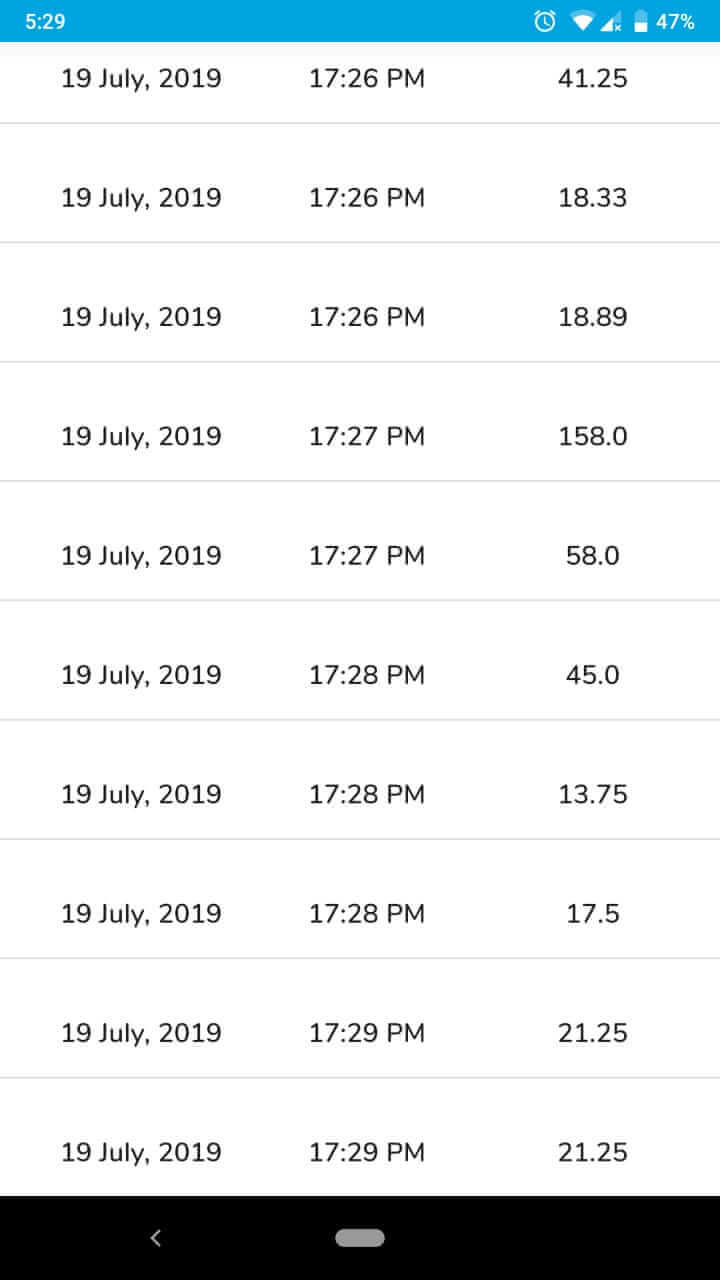 5:29 47%
19 July, 2019 17:26 PM 41.25
19 July, 2019 17:26 PM 18.33
19 July, 2019 17:26 PM 18.89
19 July, 2019 17:27 PM 158.0
19 July, 2019 17:27 PM 58.0
19 July, 2019 17:28 PM 45.0
19 July, 2019 17:28 PM 13.75
19 July, 2019 17:28 PM 17.5
19 July, 2019 17:29 PM 21.25
19 July, 2019 17:29 PM 21.25